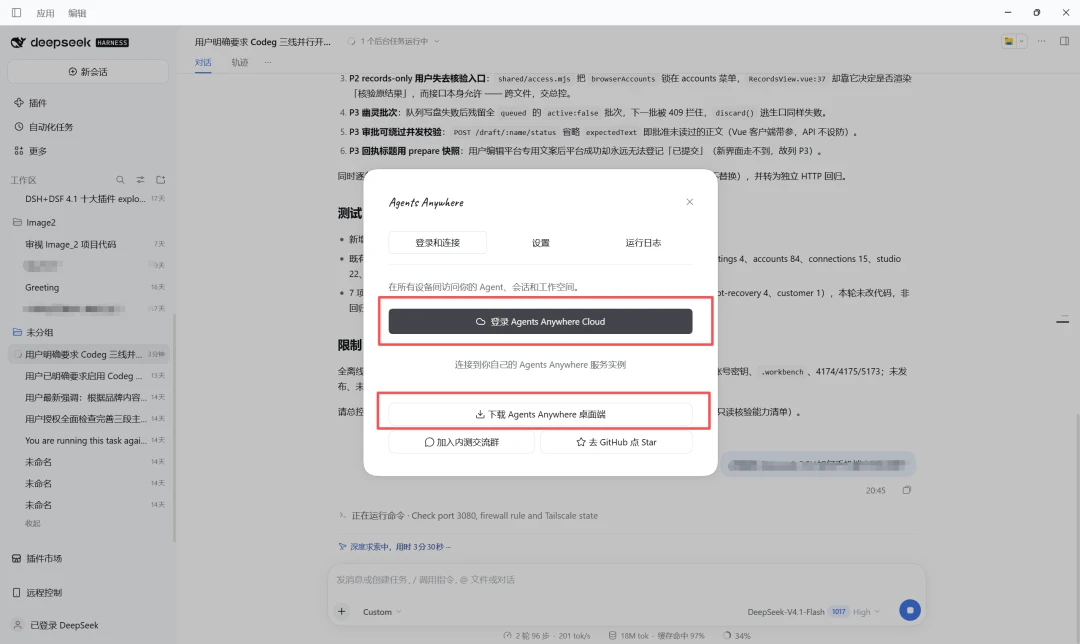 应用 编辑
deepseek HARNESS
新会话
插件
自动化任务
更多
工作区
DSH+DSF 4.1 十大插件 explo... 17天
Image2
审视 Image_2 项目代码 7天
Greeting 16天
未分组
用户明确要求 Codeg 三线并... 3分钟
用户已明确要求启用 Codeg ... 13天
用户最新强调：根据品牌内容... 14天
用户授权全面检查完善三段主... 14天
You are running this task agai... 14天
未命名 14天
未命名 14天
未命名 14天
收起
插件市场
远程控制
已登录 DeepSeek
用户明确要求 Codeg 三线并行开... 1 个后台任务运行中
对话 轨迹 ...
3. P2 records-only 用户失去核验入口： shared/access.mjs 把 browserAccounts 锁在 accounts 菜单， RecordsView.vue:37 却靠它决定是否渲染
「核验原结果」，而接口本身允许 —— 跨文件，交总控。
4. P3 幽灵批次：队列写盘失败后残留全 queued 的 active:false 批次，下一批被 409 拦住， discard() 逃生口同样失败。
5. P3 审批可绕过并发校验： POST /draft/:name/status 省略 expectedText 即批准未读过的正文（Vue 客户端带参，API 不设防）。
6. P3 回执标题用 prepare 快照：用户编辑平台专用文案后平台成功却永远无法登记「已提交」（新界面走不到，故列 P3）。
同时逐
不替换），并转为独立 HTTP 回归。
测试
新增
既有
tings 4、accounts 84、connections 15、studio
22、
7 项
ot-recovery 4、customer 1），本轮未改代码，非
回归
限制
全离线
账号密钥、 .workbench 、4174/4175/5173；未发
布、未
请总控
只读核验能力清单）。
Agents Anywhere
登录和连接 设置 运行日志
在所有设备间访问你的 Agent、会话和工作空间。
登录 Agents Anywhere Cloud
连接到你自己的 Agents Anywhere 服务实例
下载 Agents Anywhere 桌面端
加入内测交流群 去 GitHub 点 Star
20:45
正在运行命令 · Check port 3080, firewall rule and Tailscale state
深度求索中，用时 3 分 30 秒
发消息或创建任务, / 调用指令, @ 文件或对话
Custom DeepSeek-V4.1-Flash 1017 High
2 轮 96 步 · 201 tok/s 18M tok · 缓存命中 97% 34%